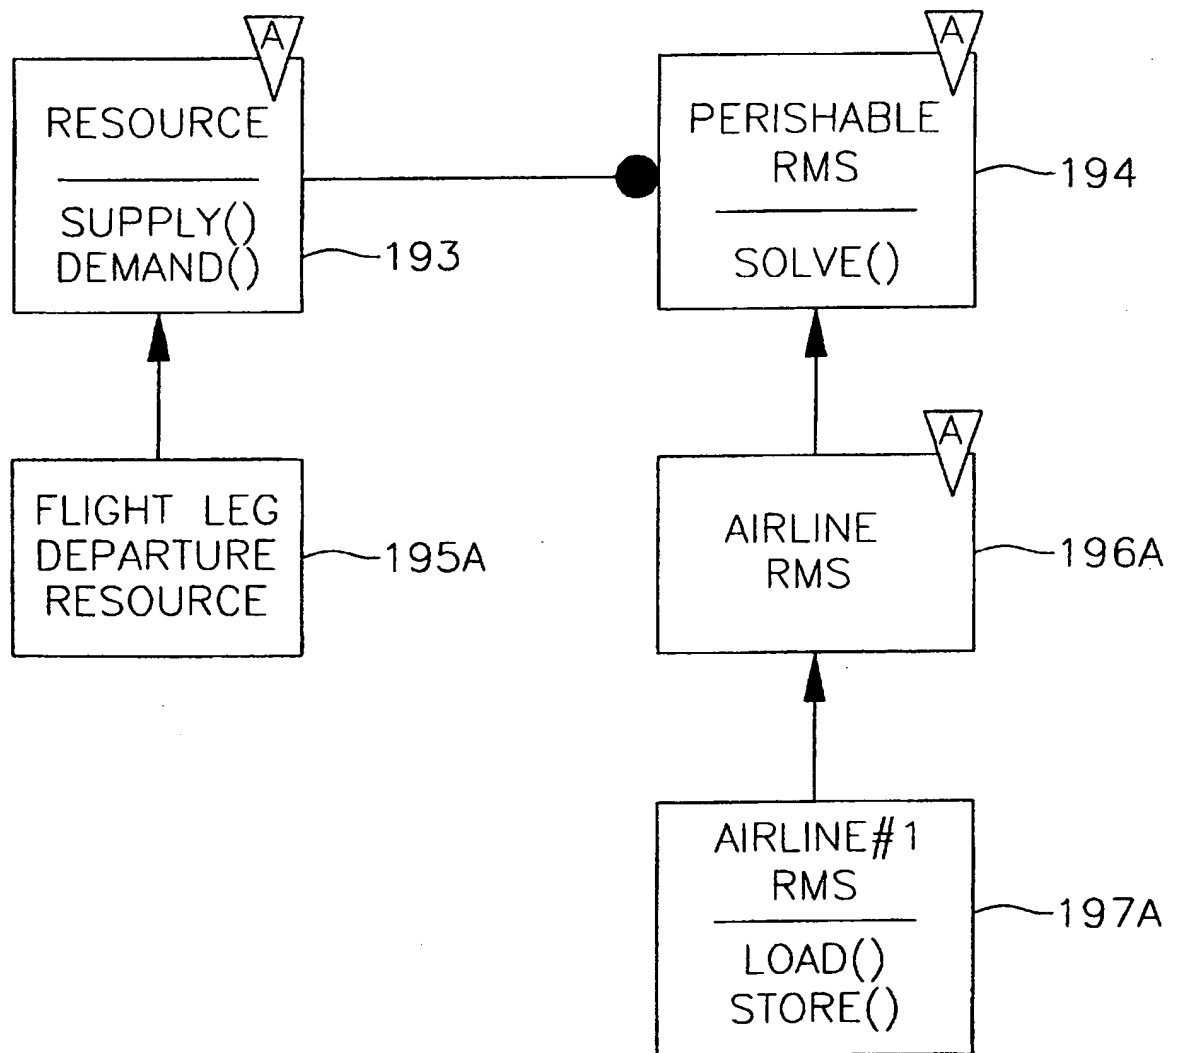 A
RESOURCE
SUPPLY()
DEMAND()
193
A
PERISHABLE
RMS
SOLVE()
194
FLIGHT LEG
DEPARTURE
RESOURCE
195A
A
AIRLINE
RMS
196A
AIRLINE#1
RMS
LOAD()
STORE()
197A